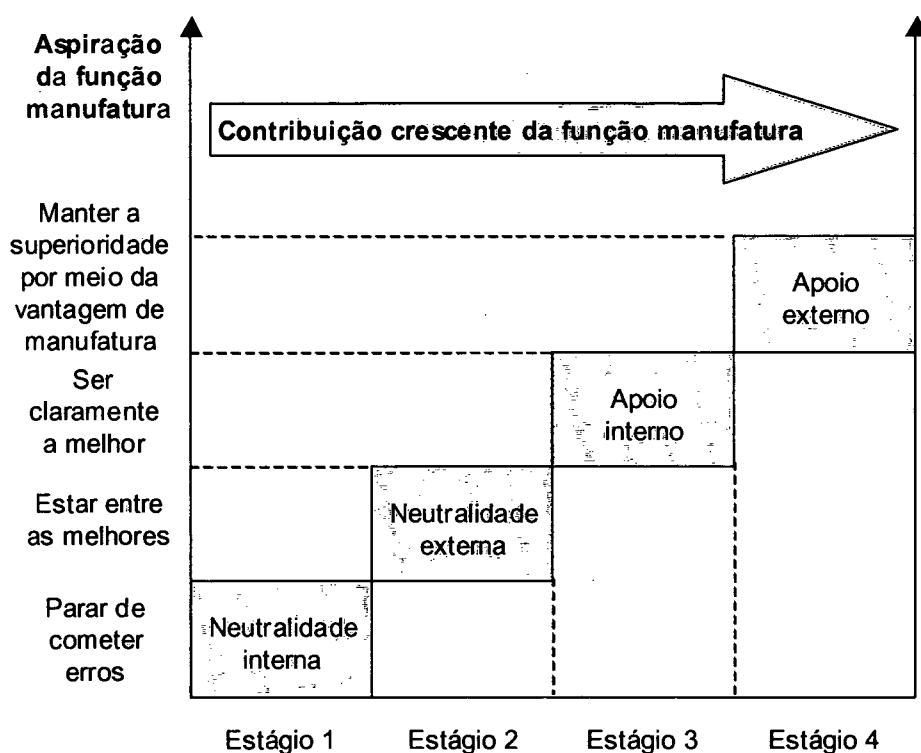 Aspiração
da função
manufatura
Contribuição crescente da função manufatura
Manter a
superioridade
por meio da
vantagem de
manufatura
Apoio
externo
Ser
claramente
a melhor
Apoio
interno
Estar entre
as melhores
Neutralidade
externa
Parar de
cometer
erros
Neutralidade
interna
Estágio 1
Estágio 2
Estágio 3
Estágio 4